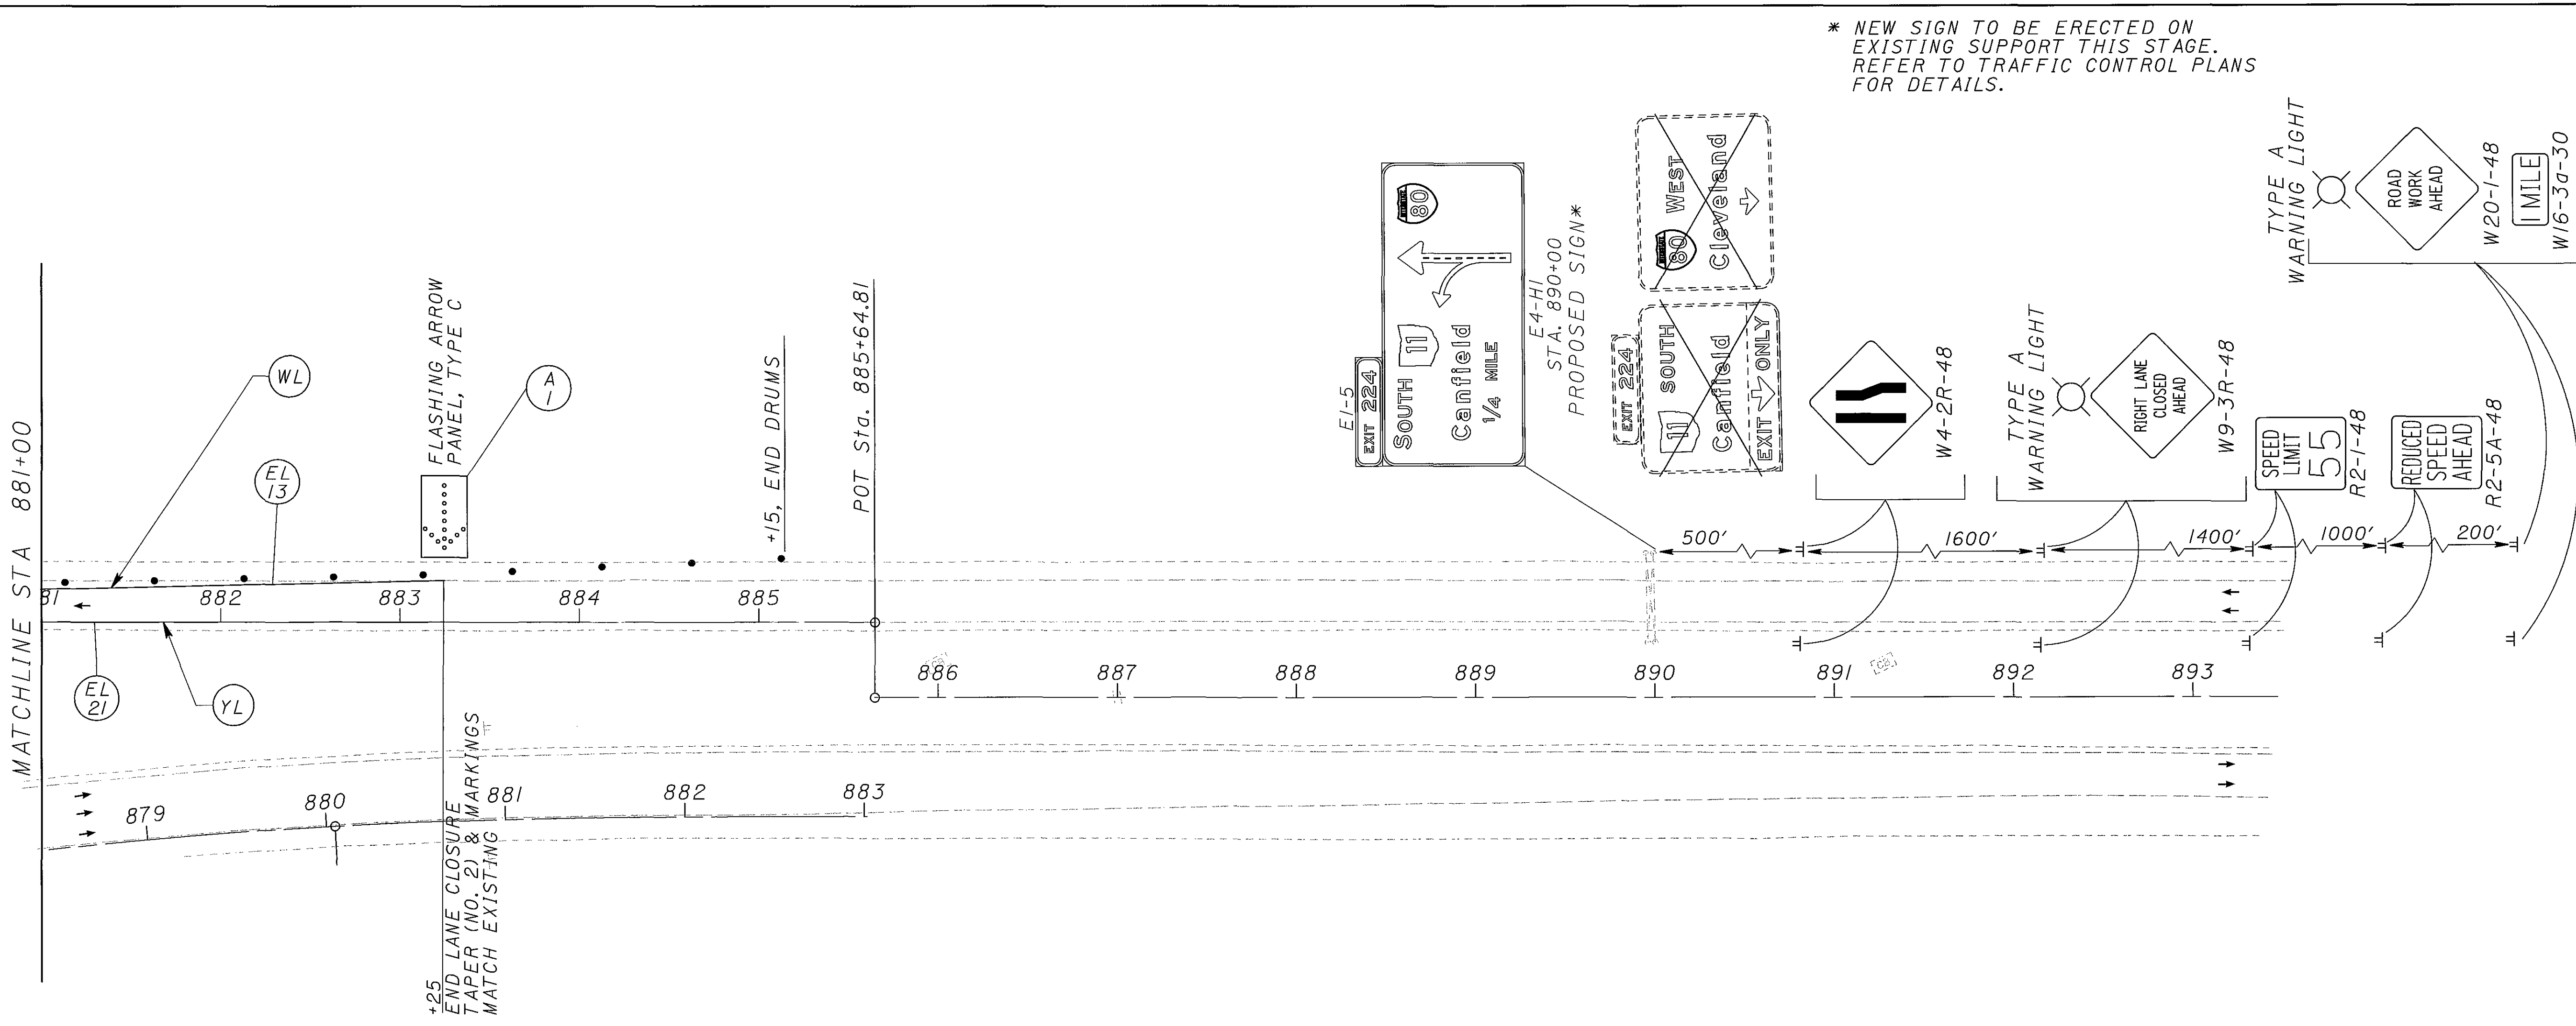 * NEW SIGN TO BE ERECTED ON
EXISTING SUPPORT THIS STAGE.
REFER TO TRAFFIC CONTROL PLANS
FOR DETAILS.
MATCHLINE STA 881+00
WL
EL
13
FLASHING ARROW
PANEL, TYPE C
A
1
+15, END DRUMS
POT Sta. 885+64.81
E1-5
EXIT 224
SOUTH
11
80
Canfield
1/4 MILE
E4-H1
STA. 890+00
PROPOSED SIGN*
INTERSTATE
80
WEST
Cleveland
EXIT 224
11
SOUTH
Canfield
EXIT ONLY
W4-2R-48
TYPE A
WARNING LIGHT
RIGHT LANE
CLOSED
AHEAD
W9-3R-48
SPEED
LIMIT
55
R2-1-48
REDUCED
SPEED
AHEAD
R2-5A-48
TYPE A
WARNING LIGHT
ROAD
WORK
AHEAD
W20-1-48
1 MILE
W16-3a-30
500'
1600'
1400'
1000'
200'
81
882
883
884
885
886
887
888
889
890
891
892
893
CB
CB
EL
21
YL
+25
END LANE CLOSURE
TAPER (NO. 2) & MARKINGS
MATCH EXISTING
879
880
881
882
883